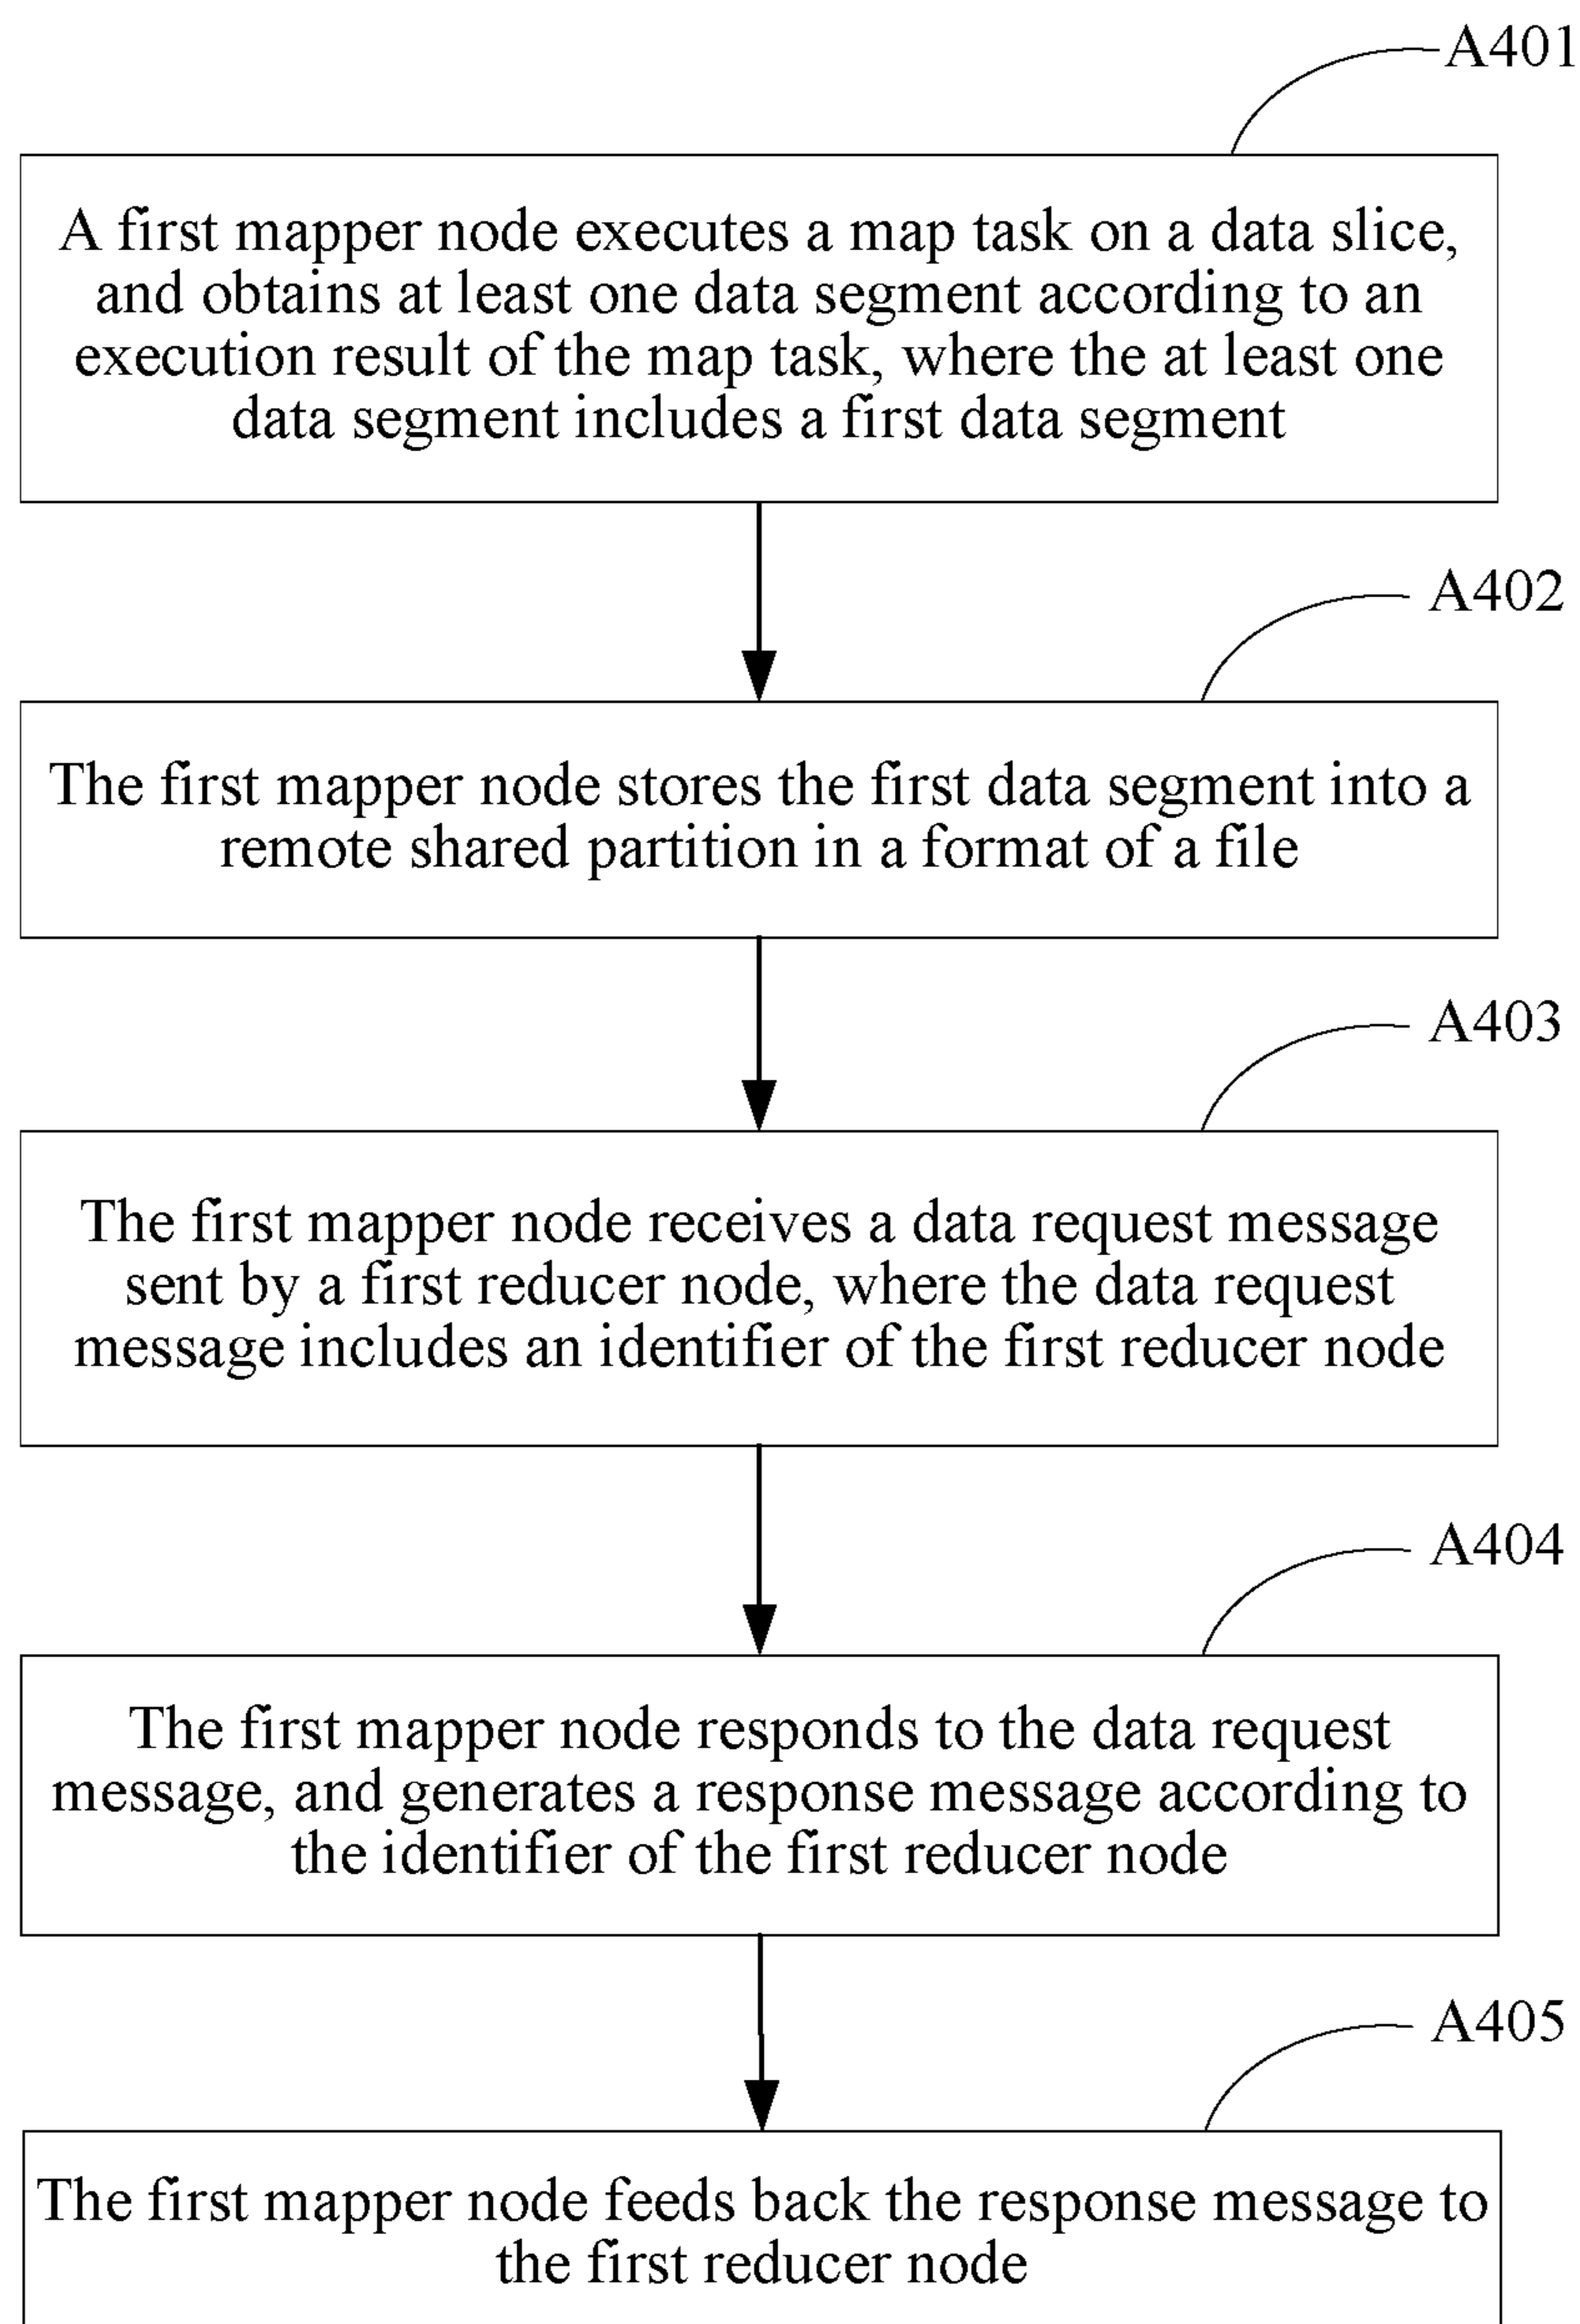 A401
A first mapper node executes a map task on a data slice,
and obtains at least one data segment according to an
execution result of the map task, where the at least one
data segment includes a first data segment
A402
The first mapper node stores the first data segment into a
remote shared partition in a format of a file
A403
The first mapper node receives a data request message
sent by a first reducer node, where the data request
message includes an identifier of the first reducer node
A404
The first mapper node responds to the data request
message, and generates a response message according to
the identifier of the first reducer node
A405
The first mapper node feeds back the response message to
the first reducer node